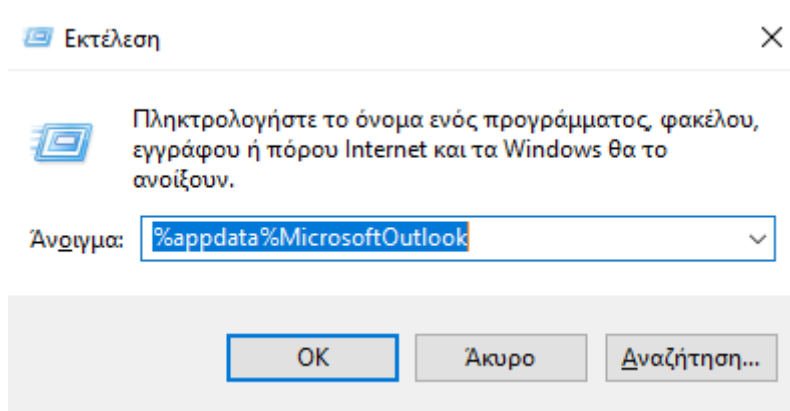 Εκτέλεση
Πληκτρολογήστε το όνομα ενός προγράμματος, φακέλου,
εγγράφου ή πόρου Internet και τα Windows θα το
ανοίξουν.
Άνοιγμα: %appdata%MicrosoftOutlook
OK Άκυρο Αναζήτηση...